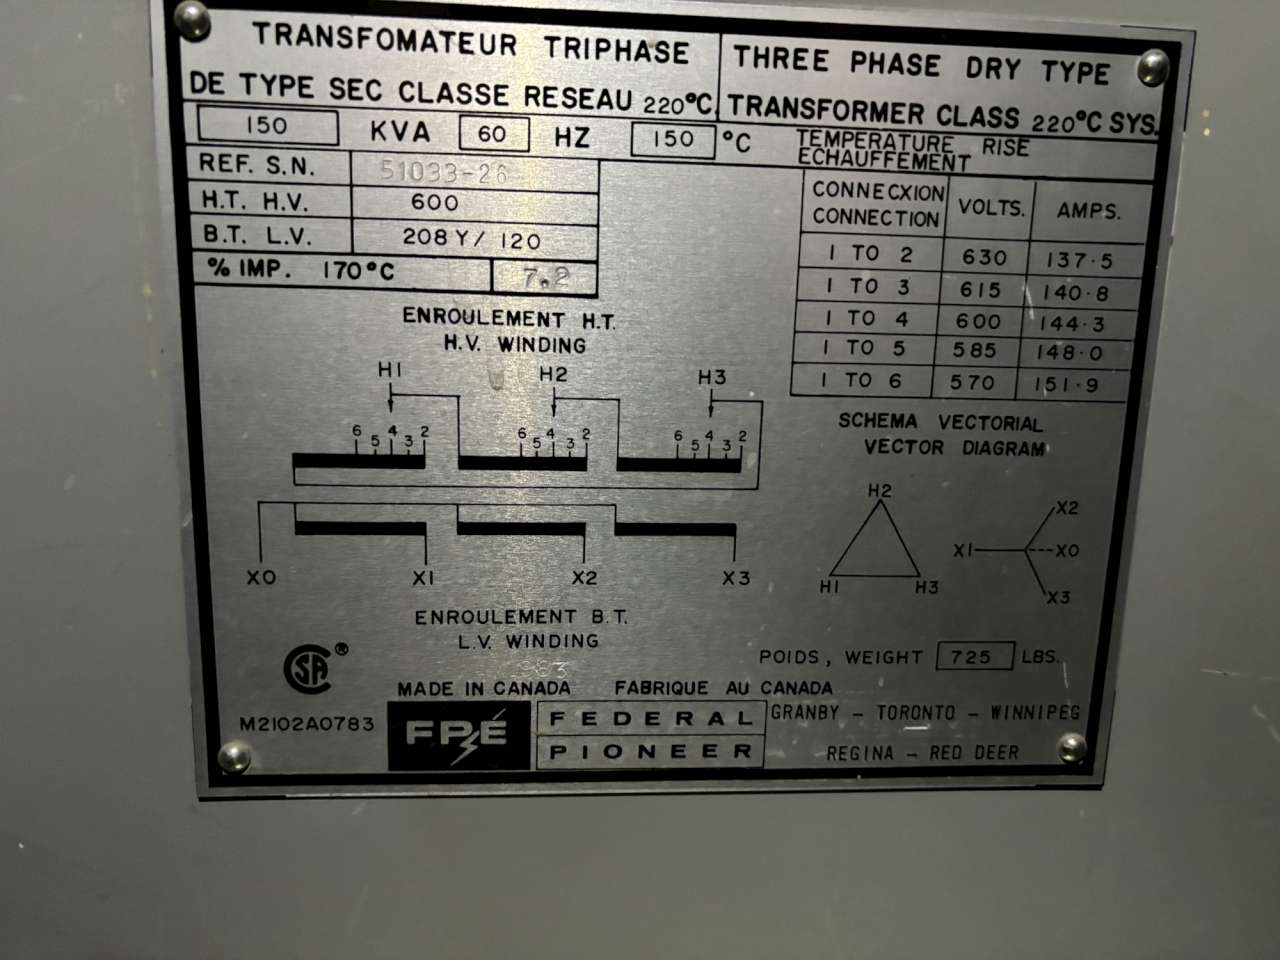 TRANSFOMATEUR TRIPHASE
DE TYPE SEC CLASSE RESEAU 220°C.
THREE PHASE DRY TYPE
TRANSFORMER CLASS 220°C SYS.
150 KVA 60 HZ 150 °C TEMPERATURE RISE
ECHAUFFEMENT
REF. S.N. 51033-26
H.T. H.V. 600
B.T. L.V. 208Y/120
% IMP. 170°C 7.2
CONNECXION
CONNECTION VOLTS. AMPS.
1 TO 2 630 137.5
1 TO 3 615 140.8
1 TO 4 600 144.3
1 TO 5 585 148.0
1 TO 6 570 151.9
ENROULEMENT H.T.
H.V. WINDING
H1 H2 H3
6 5 4 3 2 6 5 4 3 2 6 5 4 3 2
X0 X1 X2 X3
ENROULEMENT B.T.
L.V. WINDING
SCHEMA VECTORIAL
VECTOR DIAGRAM
H2
H1 H3
X2
X1 X0
X3
POIDS, WEIGHT 725 LBS.
CSA ®
MADE IN CANADA FABRIQUE AU CANADA
M2102A0783
FPÉ
FEDERAL
PIONEER
GRANBY - TORONTO - WINNIPEG
REGINA - RED DEER